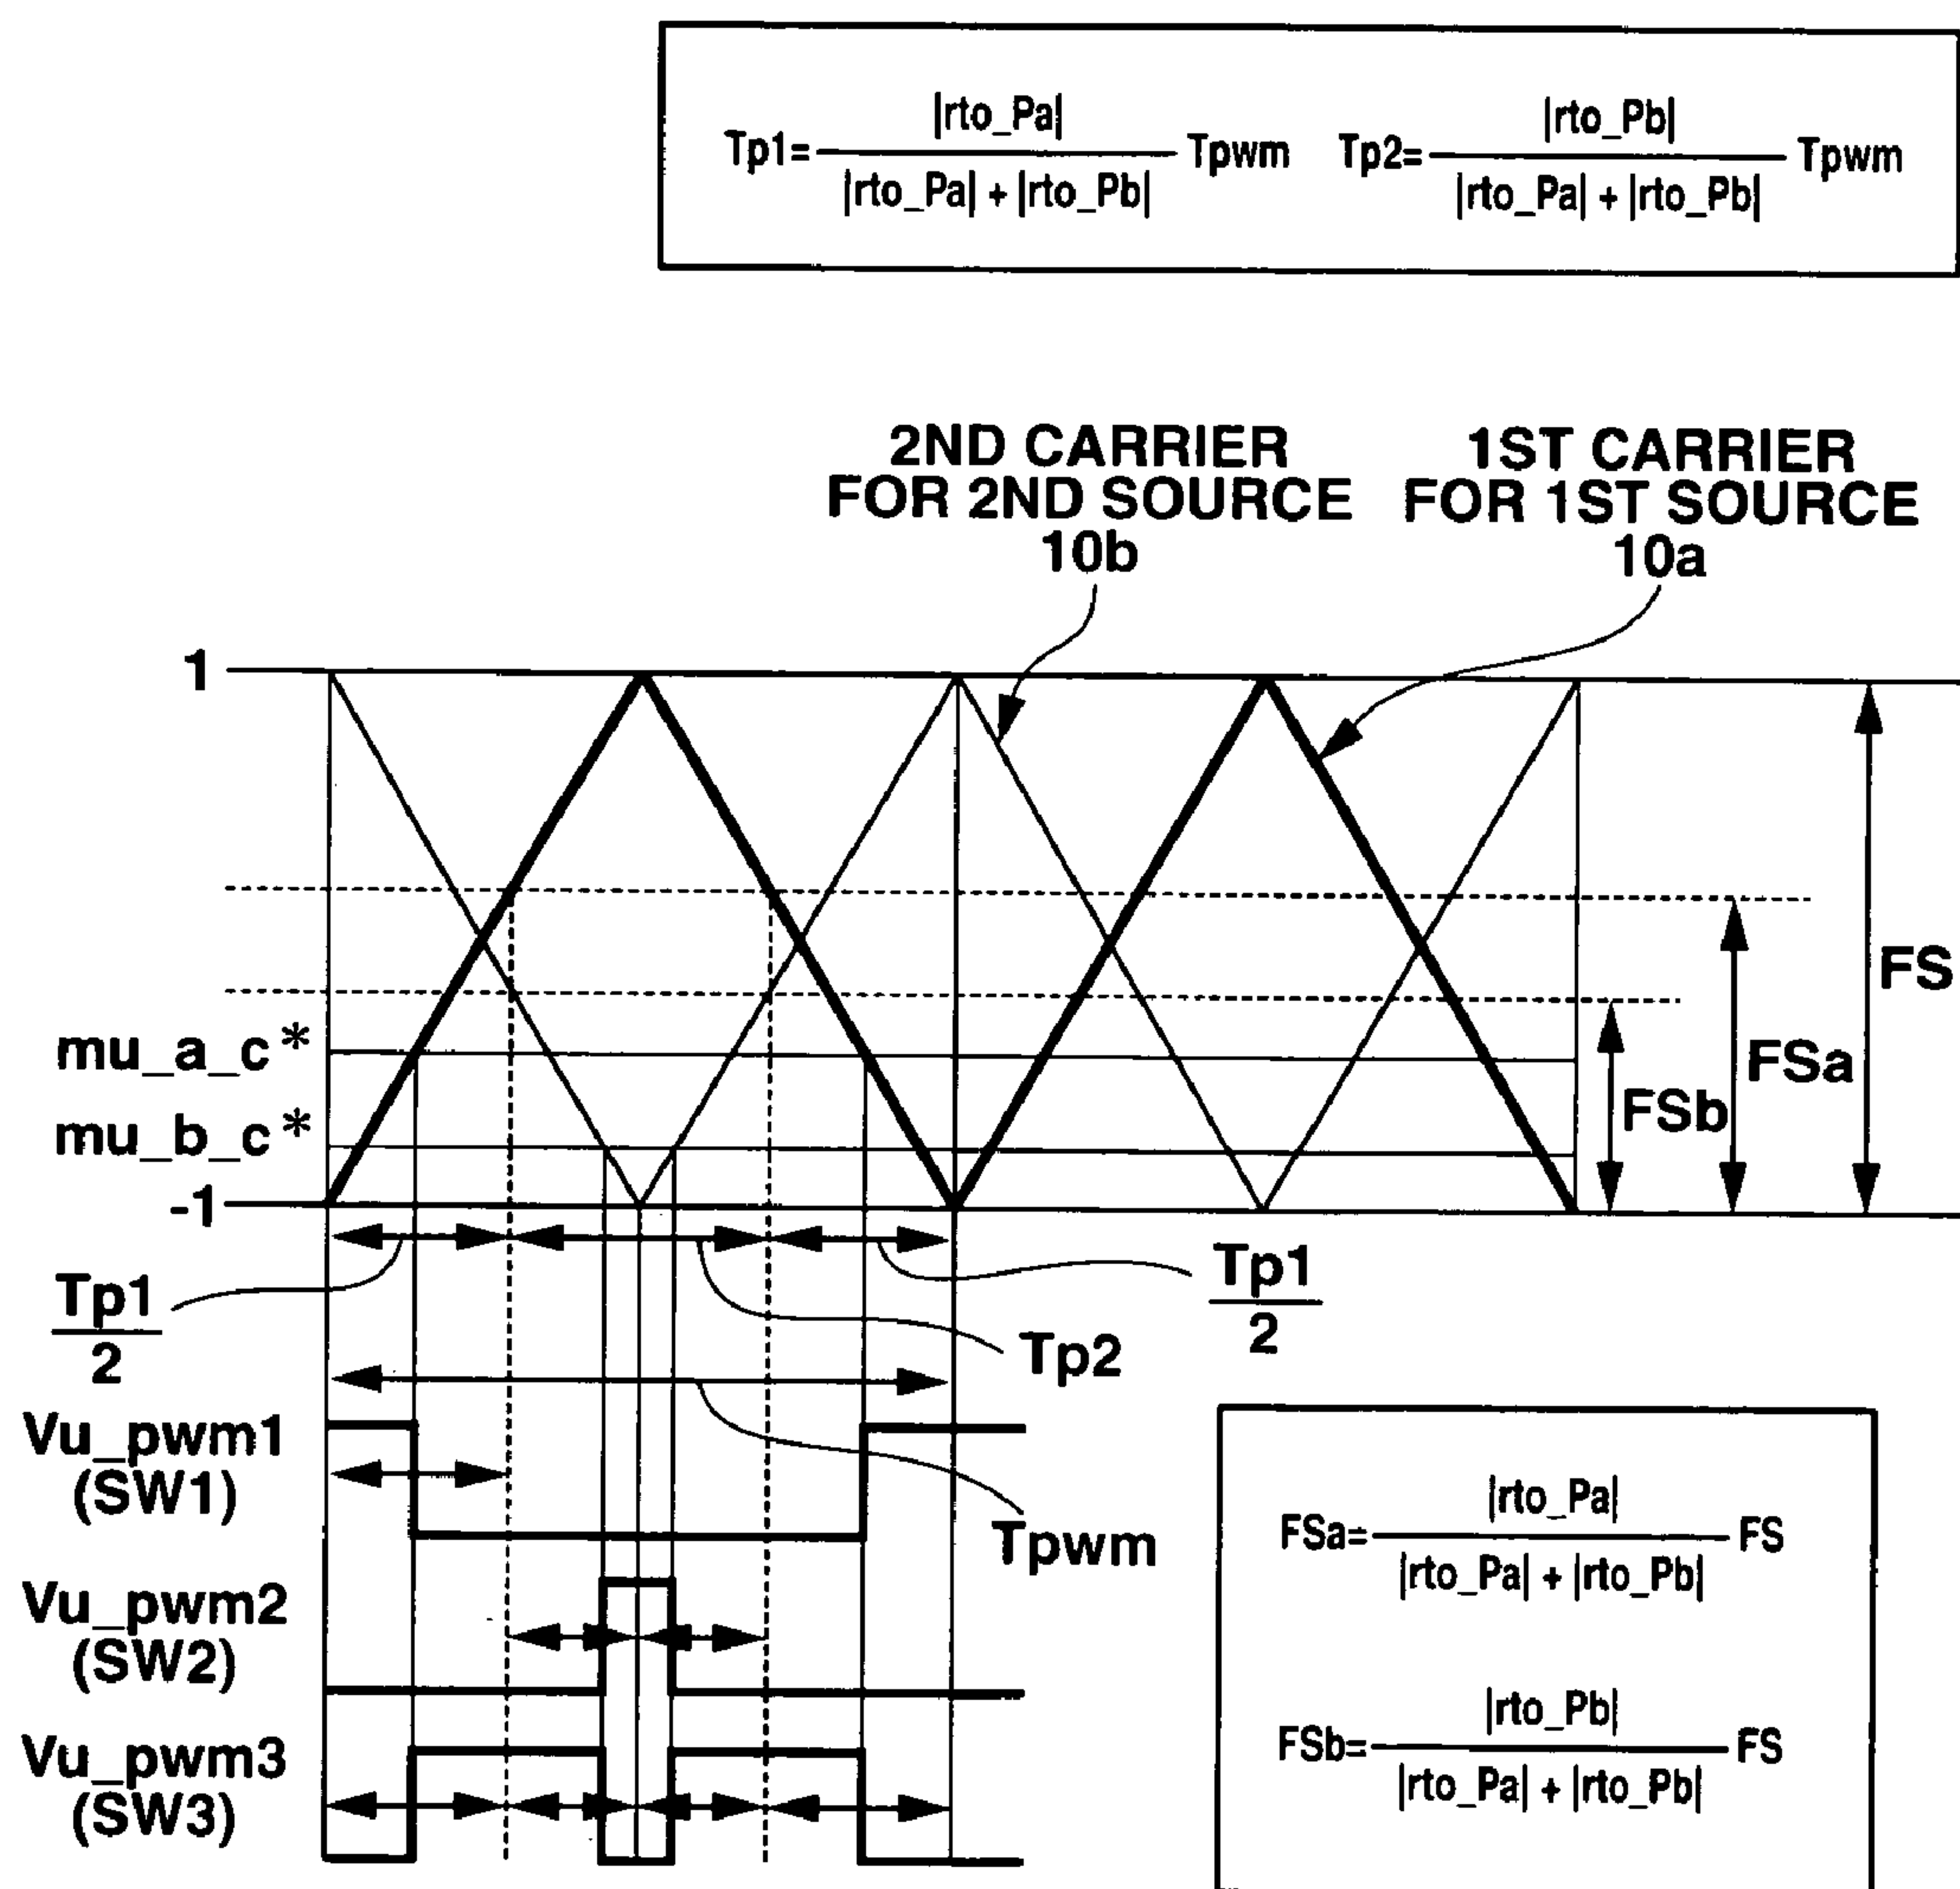 Tp1= |rto_Pa| / |rto_Pa| + |rto_Pb| Tpwm Tp2= |rto_Pb| / |rto_Pa| + |rto_Pb| Tpwm
2ND CARRIER
FOR 2ND SOURCE
10b
1ST CARRIER
FOR 1ST SOURCE
10a
1
FS
mu_a_c*
FSa
FSb
mu_b_c*
-1
Tp1
2
Tp1
2
Tp2
Vu_pwm1
(SW1)
Tpwm
Vu_pwm2
(SW2)
Vu_pwm3
(SW3)
FSa= |rto_Pa| / |rto_Pa| + |rto_Pb| FS
FSb= |rto_Pb| / |rto_Pa| + |rto_Pb| FS